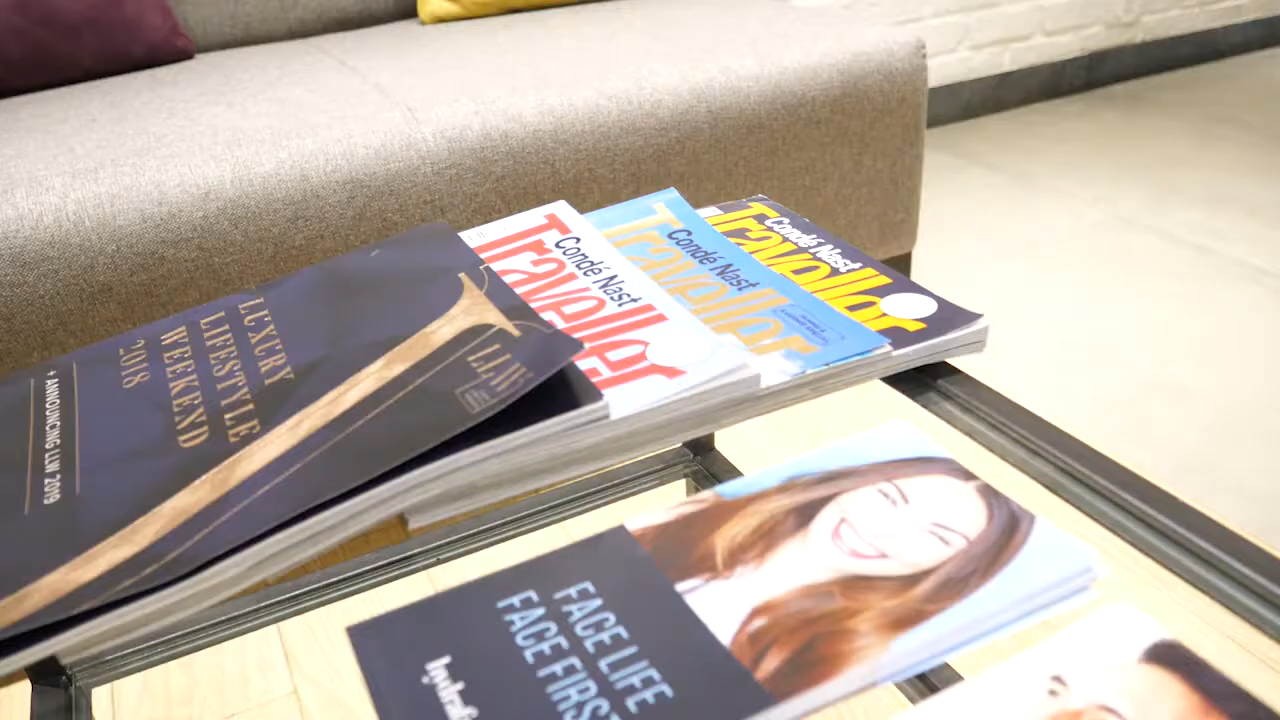 LUXURY
LIFESTYLE
WEEKEND
2018
+ ANNOUNCING LLW 2019
LLW
Condé Nast
Traveller
Condé Nast
Traveller
Condé Nast
Traveller
FACE LIFE
FACE FIRST